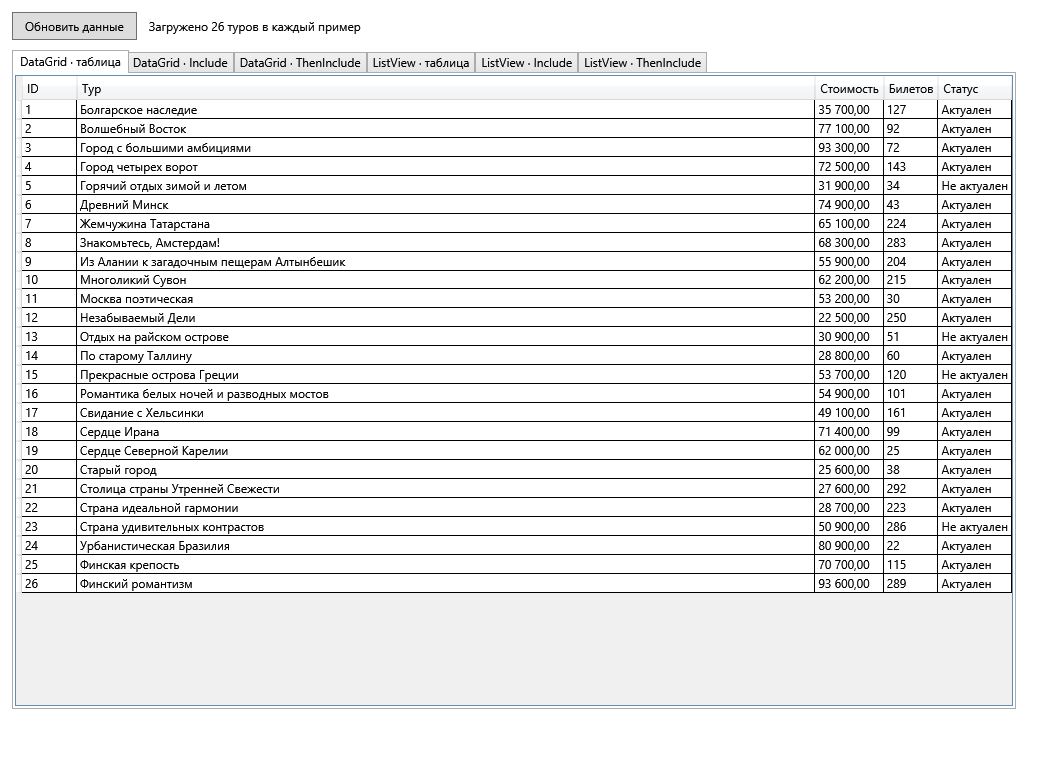 Обновить данные Загружено 26 туров в каждый пример
DataGrid · таблица DataGrid · Include DataGrid · ThenInclude ListView · таблица ListView · Include ListView · ThenInclude
ID Тур Стоимость Билетов Статус
1 Болгарское наследие 35 700,00 127 Актуален
2 Волшебный Восток 77 100,00 92 Актуален
3 Город с большими амбициями 93 300,00 72 Актуален
4 Город четырех ворот 72 500,00 143 Актуален
5 Горячий отдых зимой и летом 31 900,00 34 Не актуален
6 Древний Минск 74 900,00 43 Актуален
7 Жемчужина Татарстана 65 100,00 224 Актуален
8 Знакомьтесь, Амстердам! 68 300,00 283 Актуален
9 Из Алании к загадочным пещерам Алтынбешик 55 900,00 204 Актуален
10 Многоликий Сувон 62 200,00 215 Актуален
11 Москва поэтическая 53 200,00 30 Актуален
12 Незабываемый Дели 22 500,00 250 Актуален
13 Отдых на райском острове 30 900,00 51 Не актуален
14 По старому Таллину 28 800,00 60 Актуален
15 Прекрасные острова Греции 53 700,00 120 Не актуален
16 Романтика белых ночей и разводных мостов 54 900,00 101 Актуален
17 Свидание с Хельсинки 49 100,00 161 Актуален
18 Сердце Ирана 71 400,00 99 Актуален
19 Сердце Северной Карелии 62 000,00 25 Актуален
20 Старый город 25 600,00 38 Актуален
21 Столица страны Утренней Свежести 27 600,00 292 Актуален
22 Страна идеальной гармонии 28 700,00 223 Актуален
23 Страна удивительных контрастов 50 900,00 286 Не актуален
24 Урбанистическая Бразилия 80 900,00 22 Актуален
25 Финская крепость 70 700,00 115 Актуален
26 Финский романтизм 93 600,00 289 Актуален